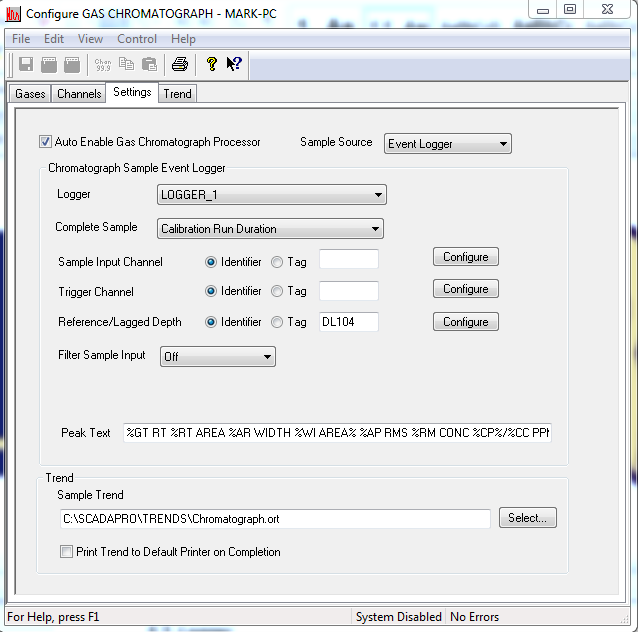 Configure GAS CHROMATOGRAPH - MARK-PC
File Edit View Control Help
Chan 99.9
Gases Channels Settings Trend
Auto Enable Gas Chromatograph Processor Sample Source Event Logger
Chromatograph Sample Event Logger
Logger LOGGER_1
Complete Sample Calibration Run Duration
Sample Input Channel Identifier Tag Configure
Trigger Channel Identifier Tag Configure
Reference/Lagged Depth Identifier Tag DL104 Configure
Filter Sample Input Off
Peak Text %GT RT %RT AREA %AR WIDTH %WI AREA% %AP RMS %RM CONC %CP%/%CC PPM
Trend
Sample Trend
C:\SCADAPRO\TRENDS\Chromatograph.ort Select...
Print Trend to Default Printer on Completion
For Help, press F1 System Disabled No Errors